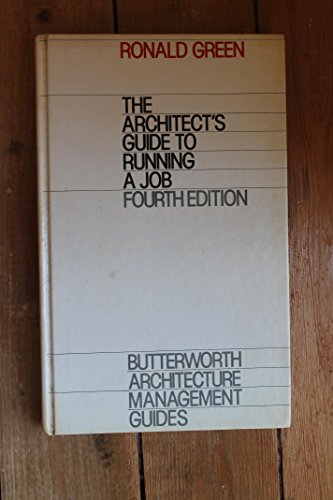 RONALD GREEN
THE
ARCHITECT'S
GUIDE TO
RUNNING
A JOB
FOURTH EDITION
BUTTERWORTH
ARCHITECTURE
MANAGEMENT
GUIDES